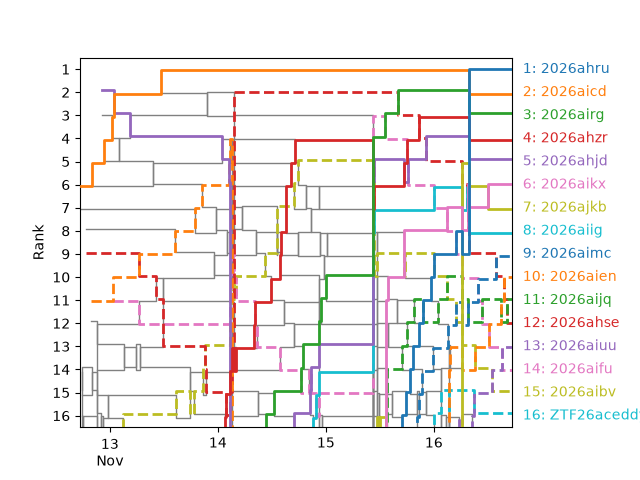 Rank
1
2
3
4
5
6
7
8
9
10
11
12
13
14
15
16
13
14
15
16
Nov
1: 2026ahru
2: 2026aicd
3: 2026airg
4: 2026ahzr
5: 2026ahjd
6: 2026aikx
7: 2026ajkb
8: 2026aiig
9: 2026aimc
10: 2026aien
11: 2026aijq
12: 2026ahse
13: 2026aiuu
14: 2026aifu
15: 2026aibv
16: ZTF26acedd